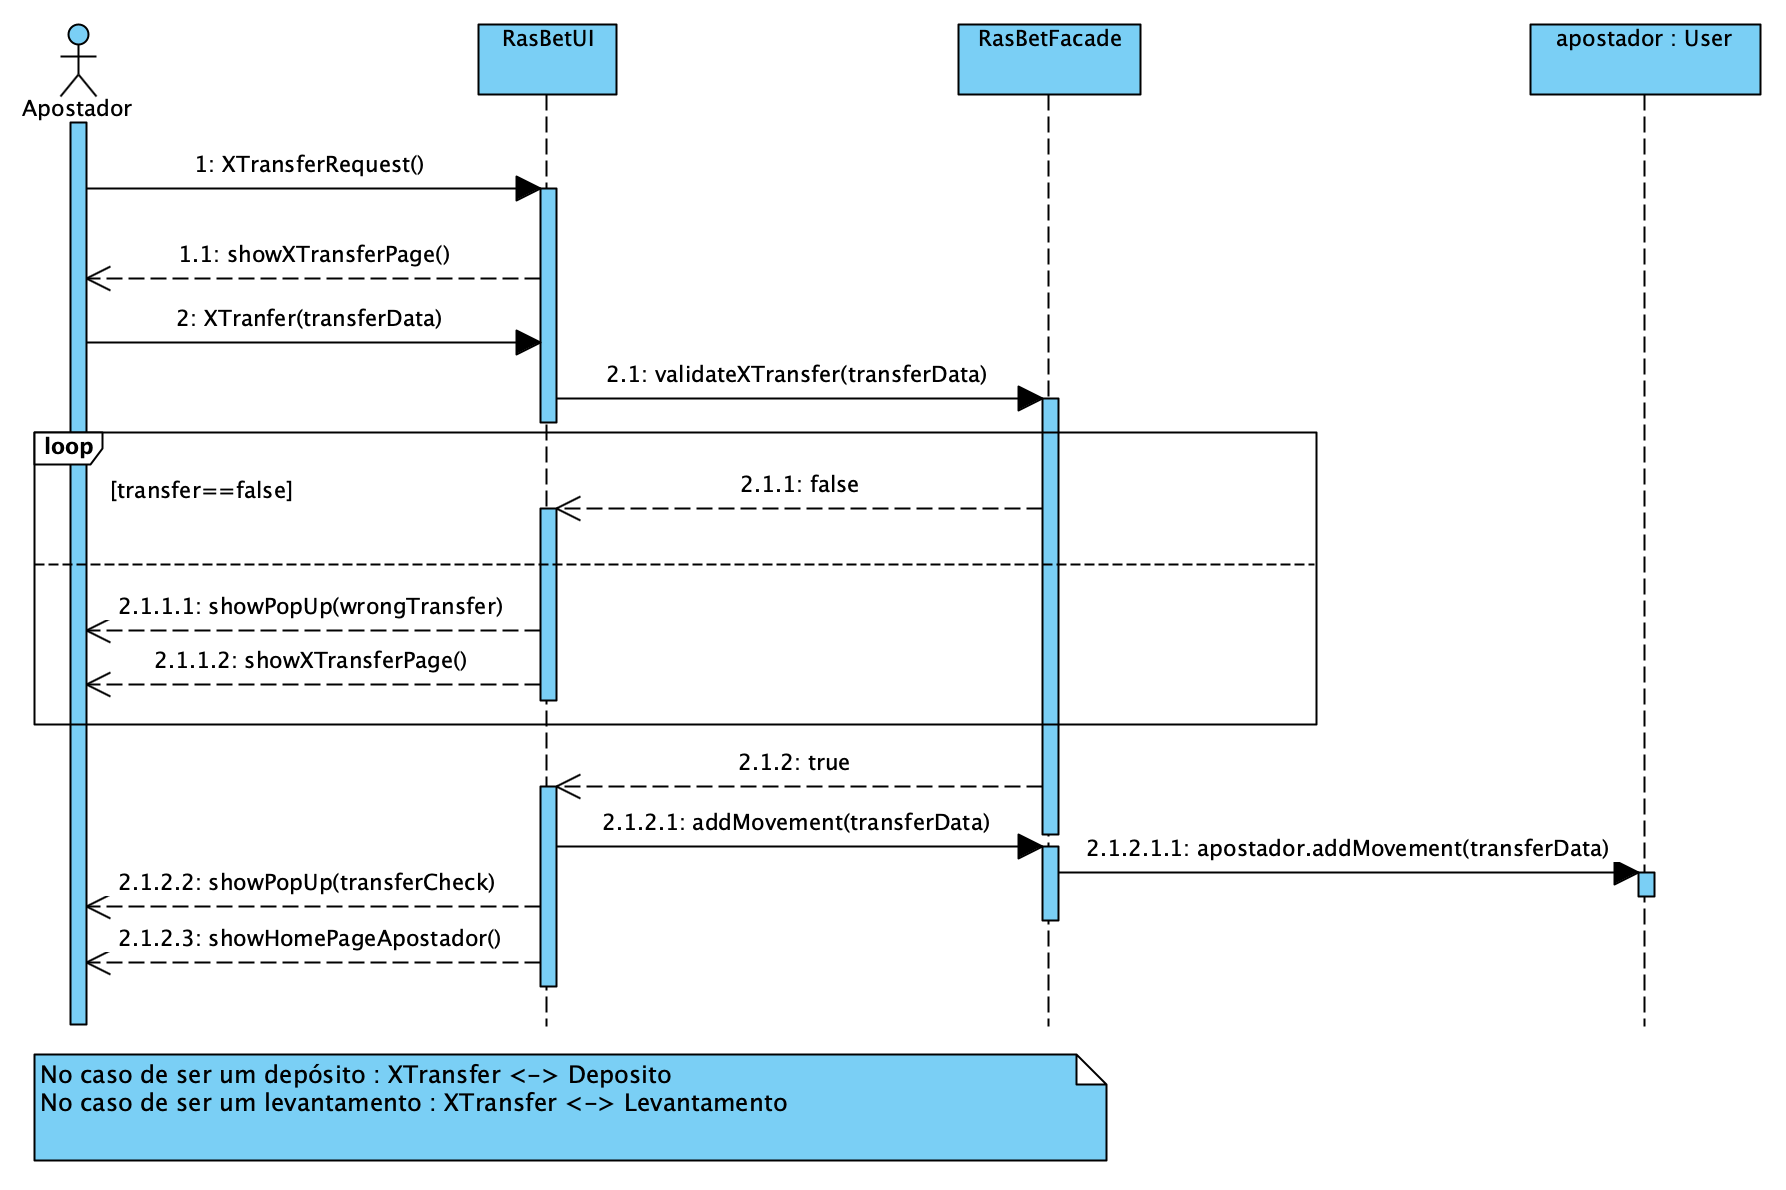 RasBetUI
RasBetFacade
apostador : User
Apostador
1: XTransferRequest()
1.1: showXTransferPage()
2: XTranfer(transferData)
2.1: validateXTransfer(transferData)
loop
[transfer==false]
2.1.1: false
2.1.1.1: showPopUp(wrongTransfer)
2.1.1.2: showXTransferPage()
2.1.2: true
2.1.2.1: addMovement(transferData)
2.1.2.1.1: apostador.addMovement(transferData)
2.1.2.2: showPopUp(transferCheck)
2.1.2.3: showHomePageApostador()
No caso de ser um depósito : XTransfer <-> Deposito
No caso de ser um levantamento : XTransfer <-> Levantamento